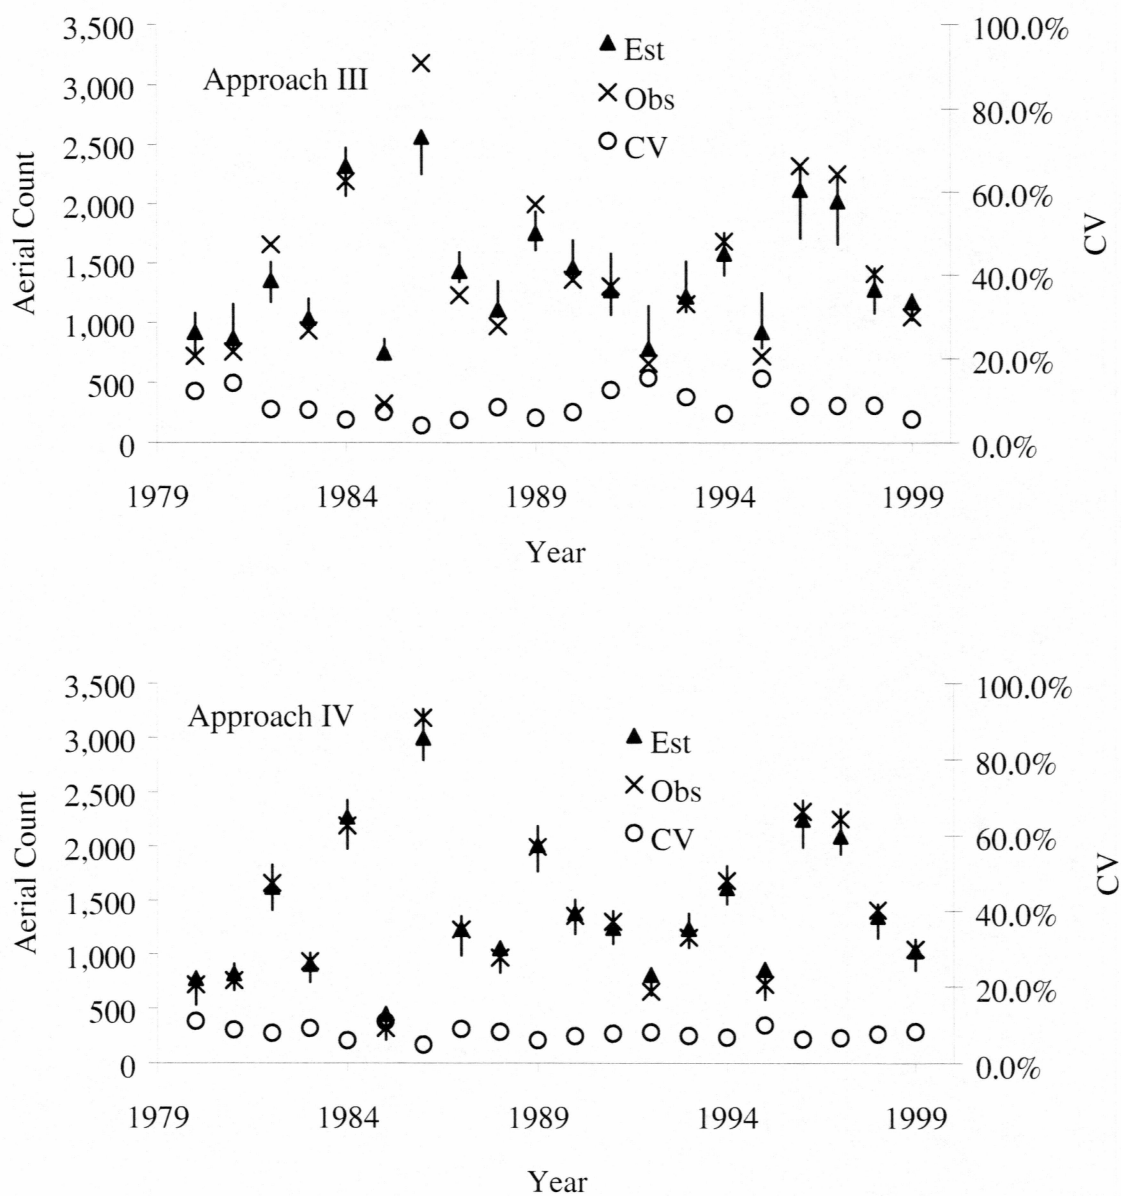 3,500
3,000
2,500
2,000
1,500
1,000
500
0
Aerial Count
Approach III
Est
Obs
CV
100.0%
80.0%
60.0%
40.0%
20.0%
0.0%
CV
1979 1984 1989 1994 1999
Year
3,500
3,000
2,500
2,000
1,500
1,000
500
0
Aerial Count
Approach IV
Est
Obs
CV
100.0%
80.0%
60.0%
40.0%
20.0%
0.0%
CV
1979 1984 1989 1994 1999
Year